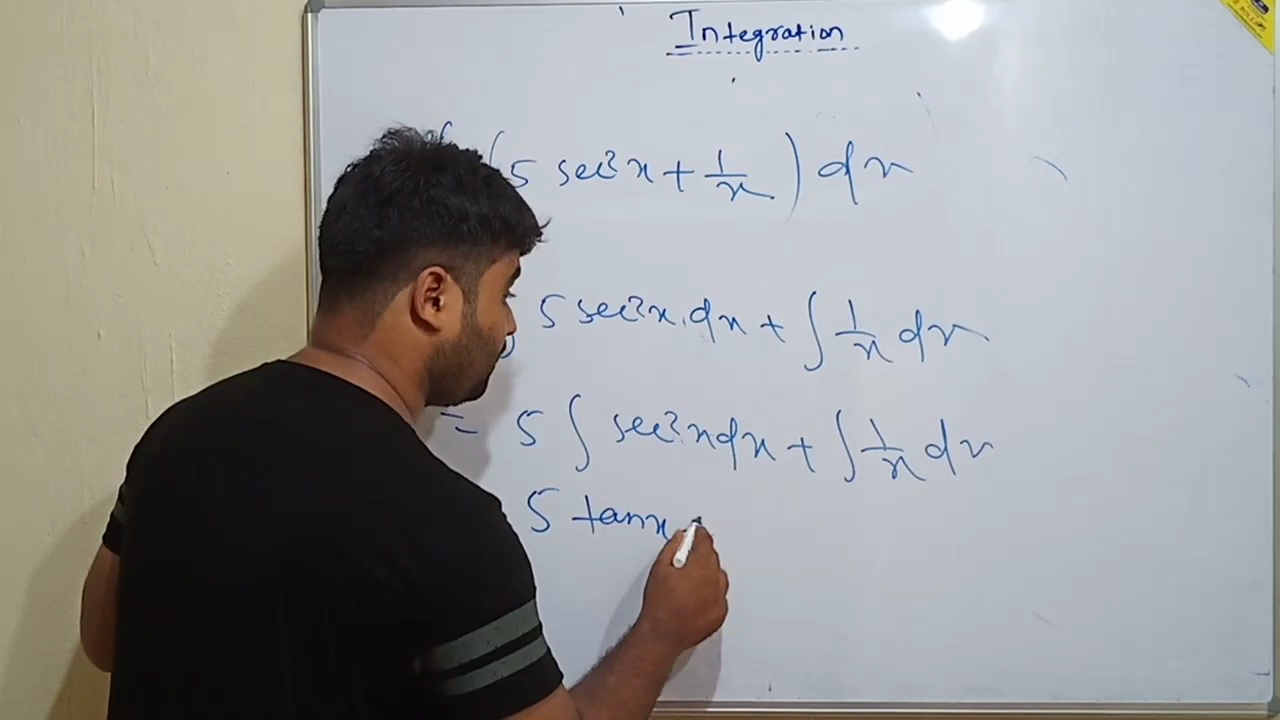 Integration
(5 sec²x + 1/x) dx
5 sec²x . dx + ∫ 1/x dx
= 5 ∫ sec²x dx + ∫ 1/x dx
5 tanx